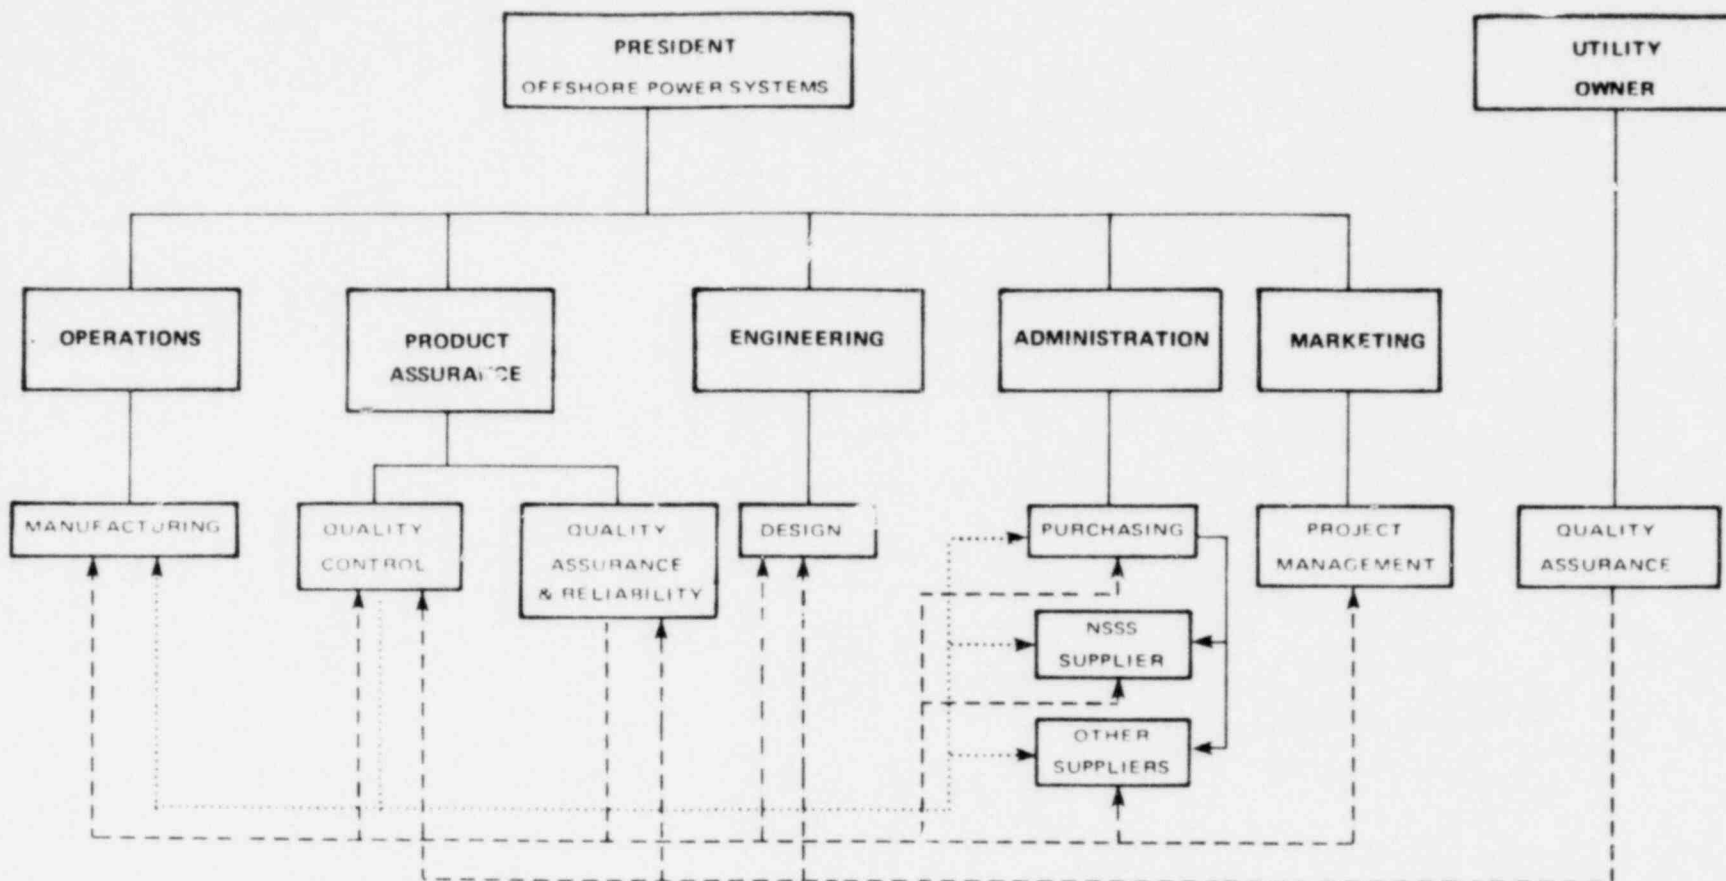 PRESIDENT
OFFSHORE POWER SYSTEMS
UTILITY
OWNER
OPERATIONS
PRODUCT
ASSURANCE
ENGINEERING
ADMINISTRATION
MARKETING
MANUFACTURING
QUALITY
CONTROL
QUALITY
ASSURANCE
& RELIABILITY
DESIGN
PURCHASING
PROJECT
MANAGEMENT
QUALITY
ASSURANCE
NSSS
SUPPLIER
OTHER
SUPPLIERS